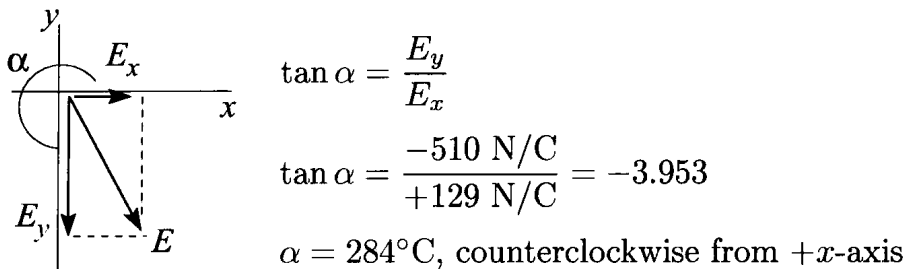 y
α
E_x
x
E_y
E
tan α = E_y / E_x
tan α = −510 N/C / +129 N/C = −3.953
α = 284°C, counterclockwise from +x-axis